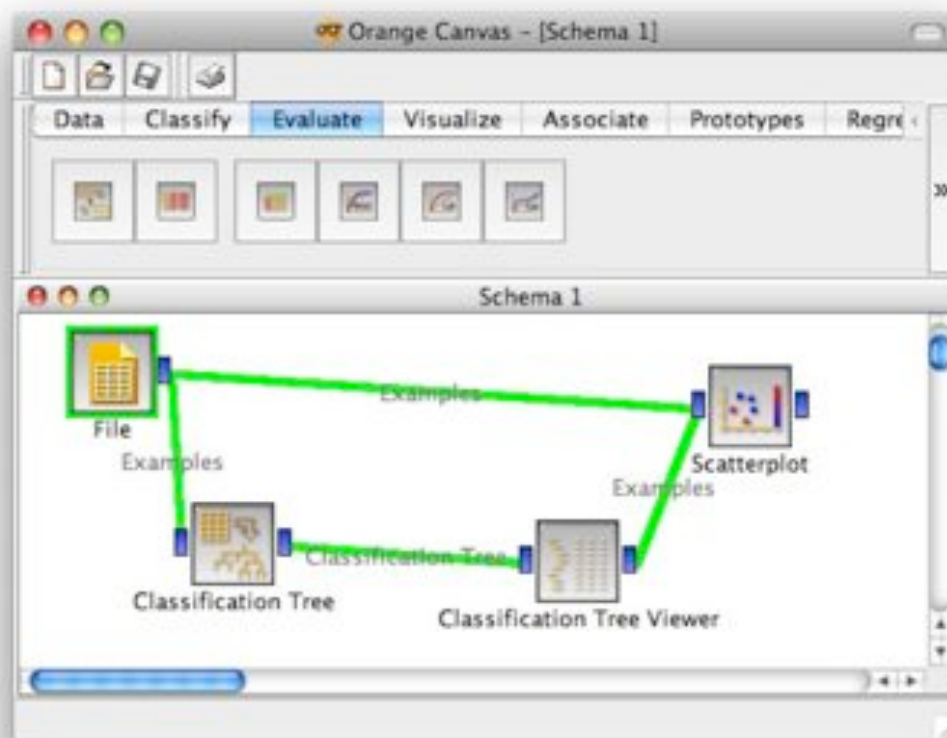 Orange Canvas – [Schema 1]
Data Classify Evaluate Visualize Associate Prototypes Regre
Schema 1
Examples
File
Examples
Scatterplot
Examples
Classification Tree
Classification Tree
Classification Tree Viewer